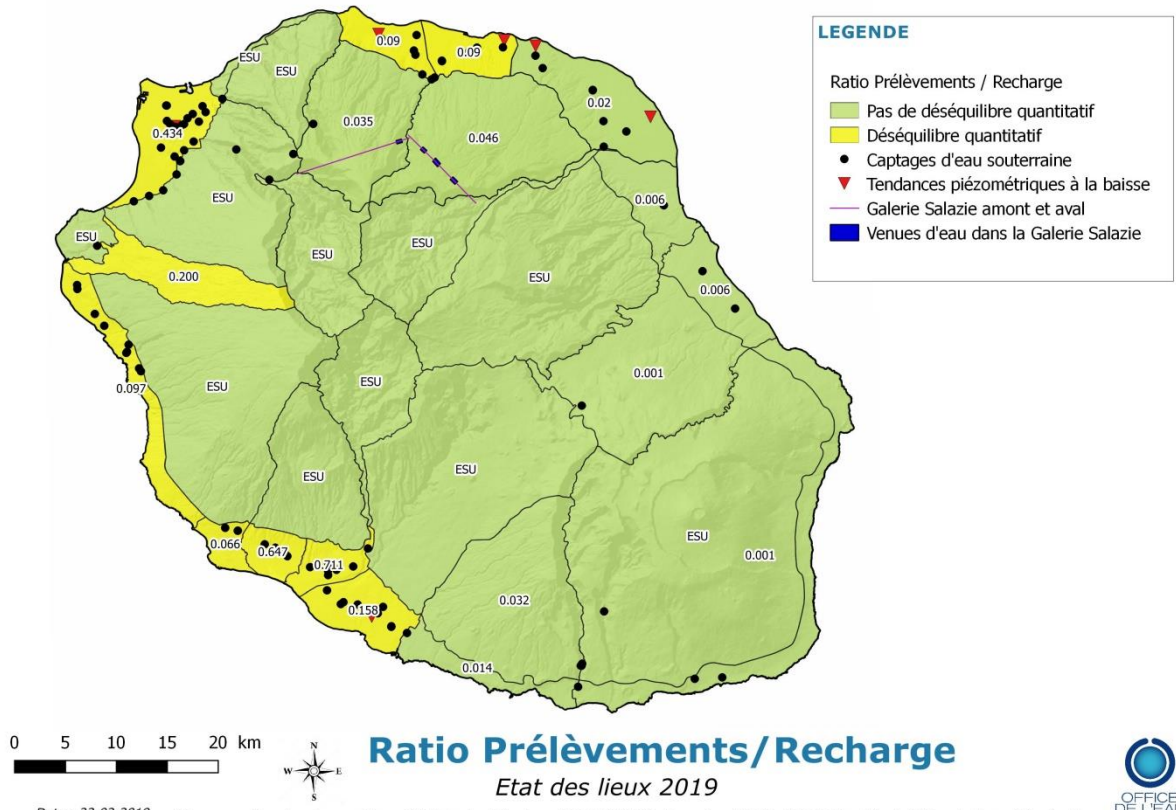 LEGENDE
Ratio Prélèvements / Recharge
Pas de déséquilibre quantitatif
Déséquilibre quantitatif
Captages d'eau souterraine
Tendances piézométriques à la baisse
Galerie Salazie amont et aval
Venues d'eau dans la Galerie Salazie
0.09
0.09
ESU
ESU
0.02
0.434
0.035
0.046
ESU
0.006
ESU
0.200
ESU
ESU
ESU
0.006
0.097
ESU
ESU
0.001
ESU
ESU
ESU
0.001
0.066
0.647
0.711
0.158
0.032
0.014
0 5 10 15 20 km
N
W E
S
Ratio Prélèvements/Recharge
Etat des lieux 2019
OFFICE
DE L'EAU